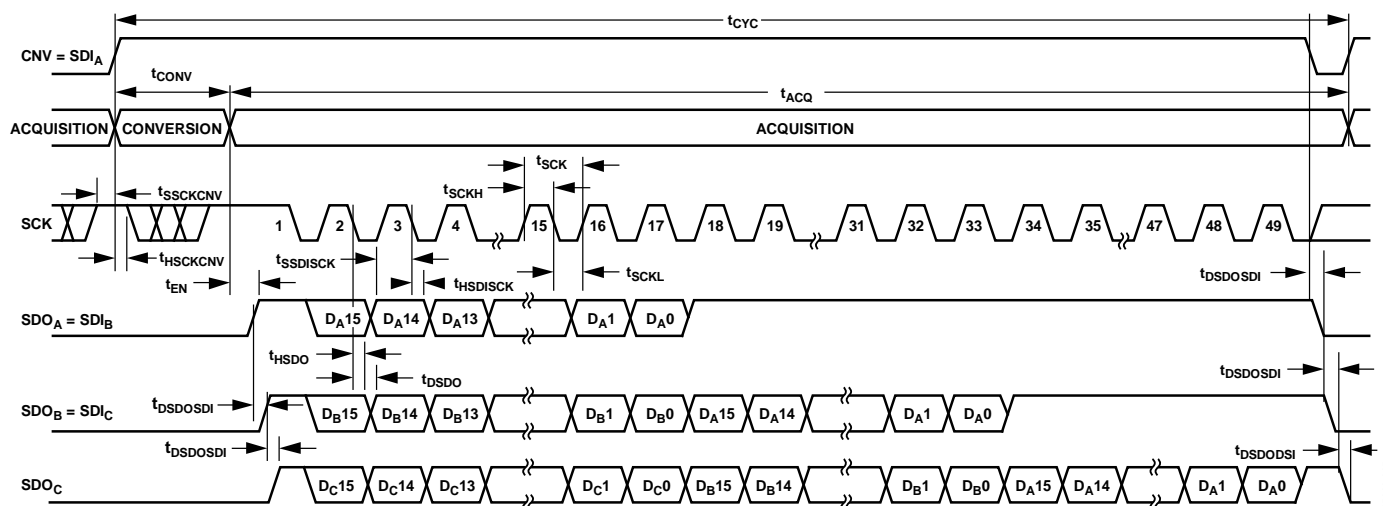 tCYC
CNV = SDIA
tCONV
tACQ
ACQUISITION CONVERSION ACQUISITION
tSCK
tSSCKCNV tSCKH
SCK 1 2 3 4 15 16 17 18 19 31 32 33 34 35 47 48 49
tHSCKCNV tSSDISCK tHSDISCK tSCKL tDSDOSDI
tEN
SDOA = SDIB DA15 DA14 DA13 DA1 DA0
tHSDO
tDSDO tDSDOSDI
tDSDOSDI
SDOB = SDIC DB15 DB14 DB13 DB1 DB0 DA15 DA14 DA1 DA0
tDSDOSDI tDSDODSI
SDOC DC15 DC14 DC13 DC1 DC0 DB15 DB14 DB1 DB0 DA15 DA14 DA1 DA0